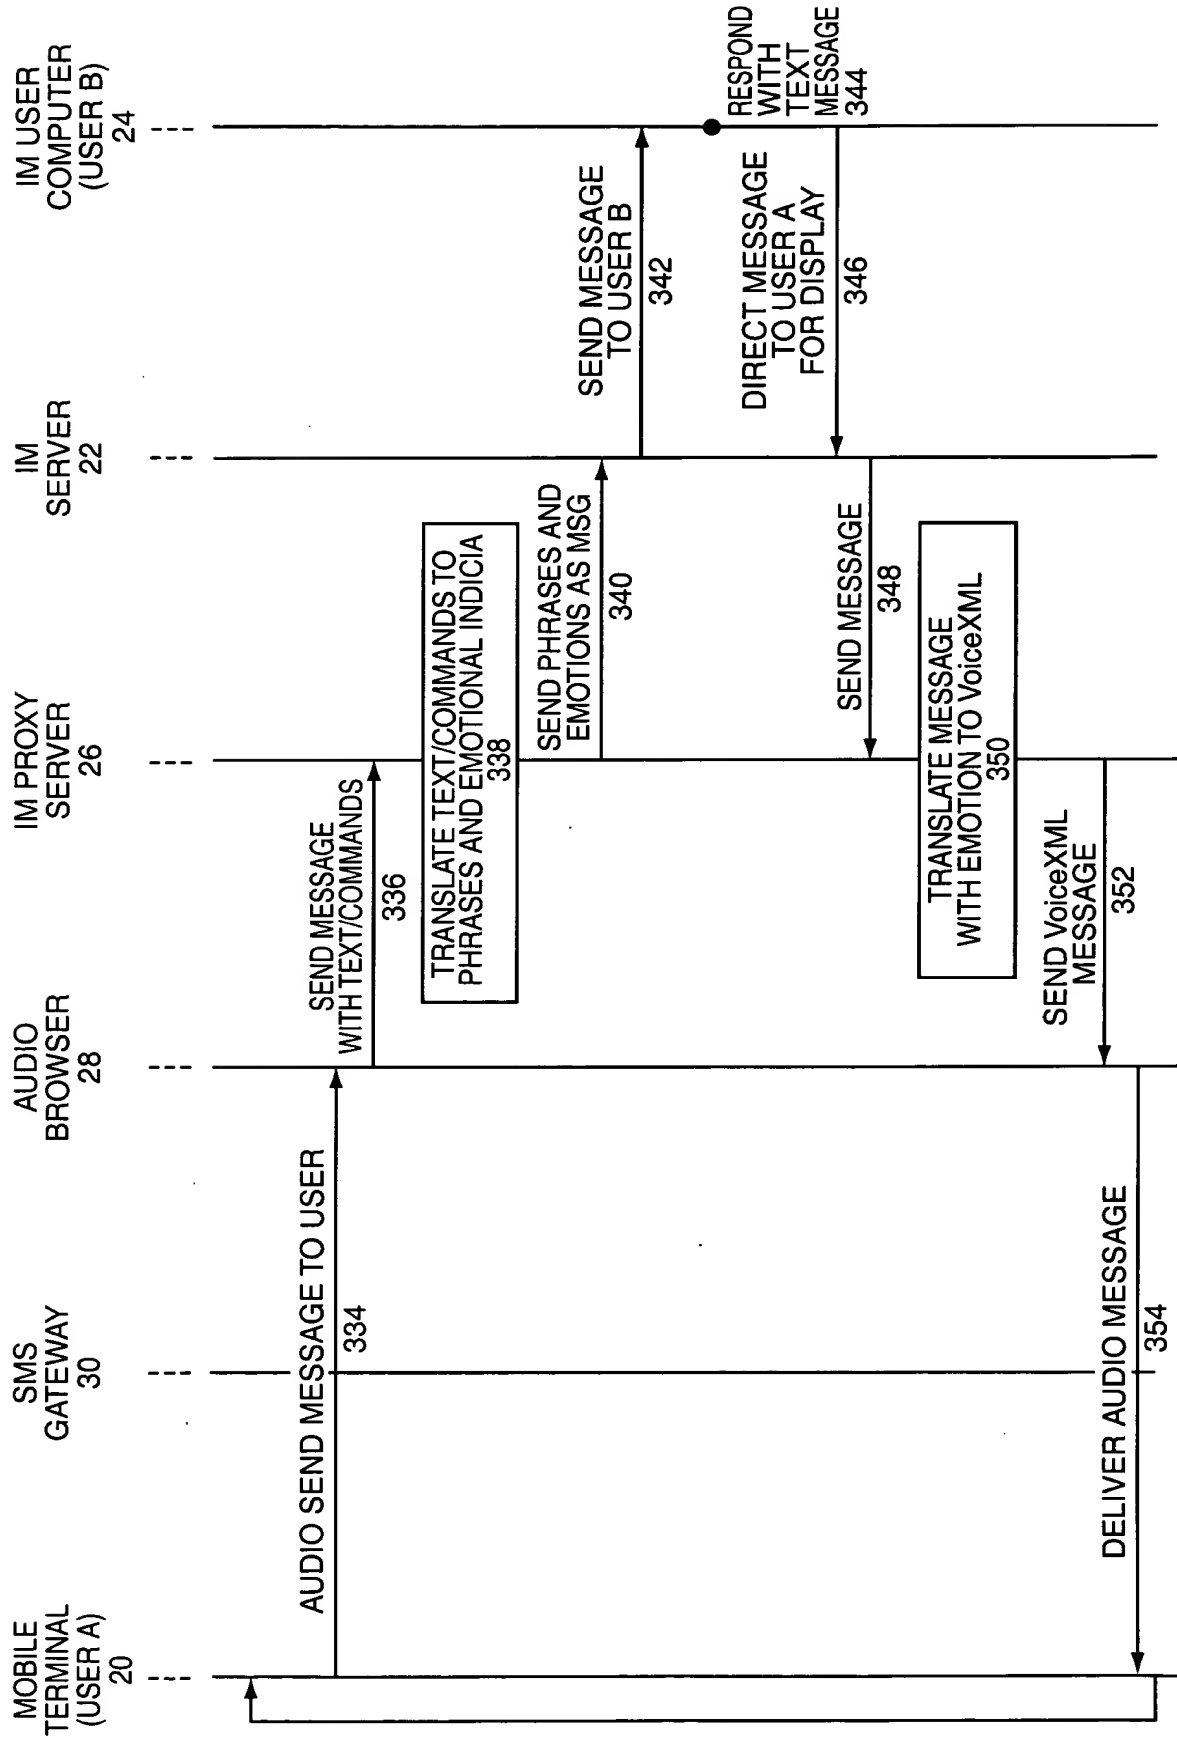 MOBILE
TERMINAL
(USER A)
20
SMS
GATEWAY
30
AUDIO
BROWSER
28
IM PROXY
SERVER
26
IM
SERVER
22
IM USER
COMPUTER
(USER B)
24
AUDIO SEND MESSAGE TO USER
334
SEND MESSAGE
WITH TEXT/COMMANDS
336
TRANSLATE TEXT/COMMANDS TO
PHRASES AND EMOTIONAL INDICIA
338
SEND PHRASES AND
EMOTIONS AS MSG
340
SEND MESSAGE
TO USER B
342
RESPOND
WITH
TEXT
MESSAGE
344
DIRECT MESSAGE
TO USER A
FOR DISPLAY
346
SEND MESSAGE
348
TRANSLATE MESSAGE
WITH EMOTION TO VoiceXML
350
SEND VoiceXML
MESSAGE
352
DELIVER AUDIO MESSAGE
354